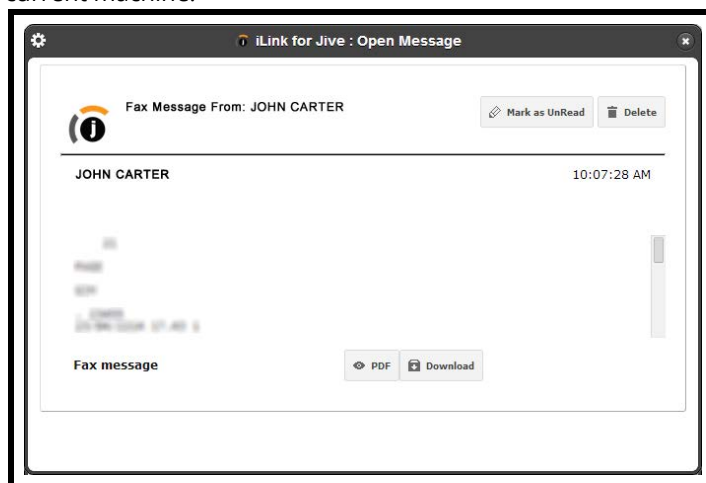 current machine.
iLink for Jive : Open Message
Fax Message From: JOHN CARTER
Mark as UnRead Delete
JOHN CARTER 10:07:28 AM
Fax message PDF Download